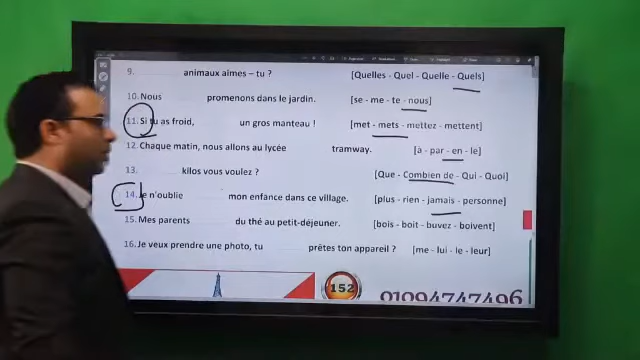 9. animaux aimes – tu ? [Quelles - Quel - Quelle - Quels]
10. Nous promenons dans le jardin. [se - me - te - nous]
11. Si tu as froid, un gros manteau ! [met - mets - mettez - mettent]
12. Chaque matin, nous allons au lycée tramway. [à - par - en - le]
13. kilos vous voulez ? [Que - Combien de - Qui - Quoi]
14. Je n'oublie mon enfance dans ce village. [plus - rien - jamais - personne]
15. Mes parents du thé au petit-déjeuner. [bois - boit - buvez - boivent]
16. Je veux prendre une photo, tu prêtes ton appareil ? [me - lui - le - leur]
152
01094747496